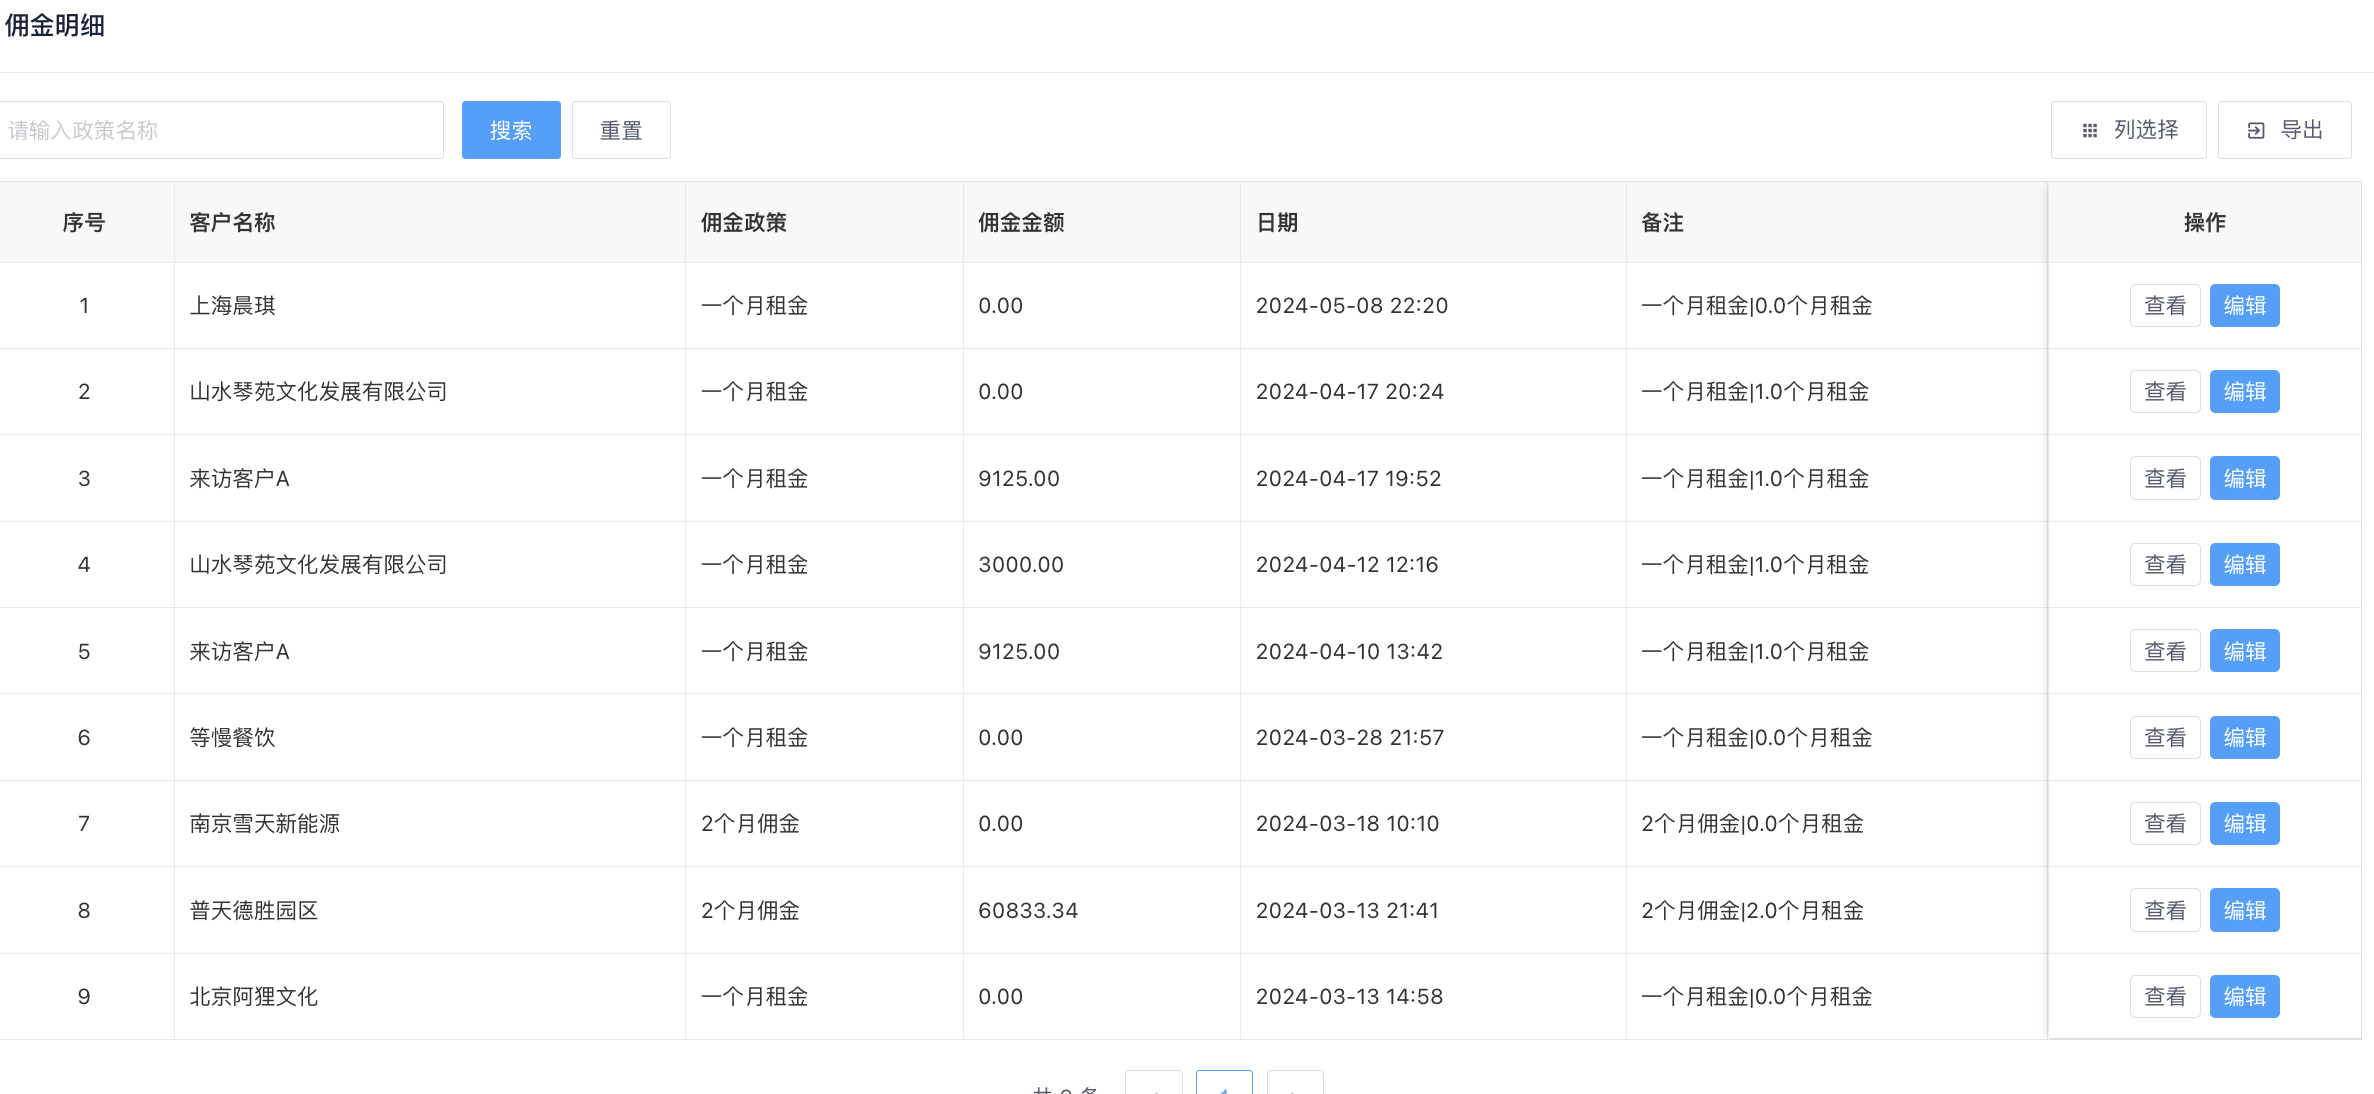 佣金明细
请输入政策名称 搜索 重置 列选择 导出
序号 客户名称 佣金政策 佣金金额 日期 备注 操作
1 上海晨琪 一个月租金 0.00 2024-05-08 22:20 一个月租金|0.0个月租金 查看 编辑
2 山水琴苑文化发展有限公司 一个月租金 0.00 2024-04-17 20:24 一个月租金|1.0个月租金 查看 编辑
3 来访客户A 一个月租金 9125.00 2024-04-17 19:52 一个月租金|1.0个月租金 查看 编辑
4 山水琴苑文化发展有限公司 一个月租金 3000.00 2024-04-12 12:16 一个月租金|1.0个月租金 查看 编辑
5 来访客户A 一个月租金 9125.00 2024-04-10 13:42 一个月租金|1.0个月租金 查看 编辑
6 等慢餐饮 一个月租金 0.00 2024-03-28 21:57 一个月租金|0.0个月租金 查看 编辑
7 南京雪天新能源 2个月佣金 0.00 2024-03-18 10:10 2个月佣金|0.0个月租金 查看 编辑
8 普天德胜园区 2个月佣金 60833.34 2024-03-13 21:41 2个月佣金|2.0个月租金 查看 编辑
9 北京阿狸文化 一个月租金 0.00 2024-03-13 14:58 一个月租金|0.0个月租金 查看 编辑